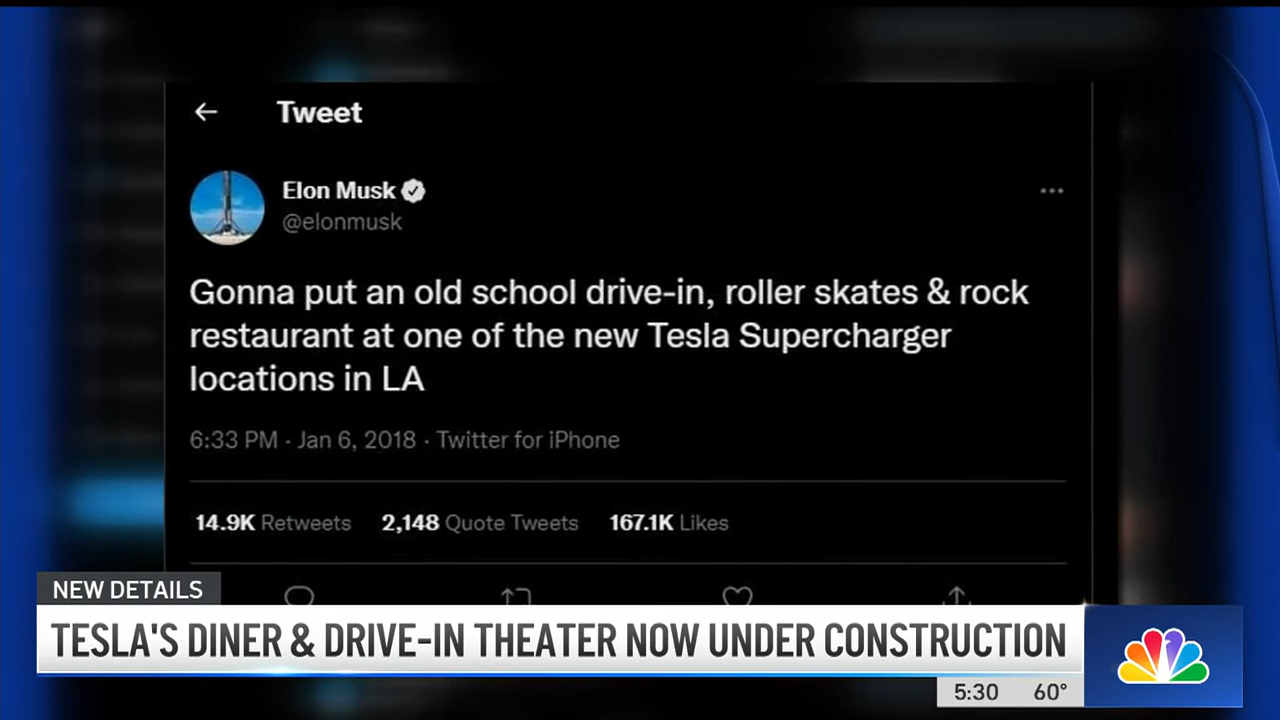 Tweet
Elon Musk
@elonmusk
Gonna put an old school drive-in, roller skates & rock
restaurant at one of the new Tesla Supercharger
locations in LA
6:33 PM · Jan 6, 2018 · Twitter for iPhone
14.9K Retweets 2,148 Quote Tweets 167.1K Likes
NEW DETAILS
TESLA'S DINER & DRIVE-IN THEATER NOW UNDER CONSTRUCTION
5:30 60°